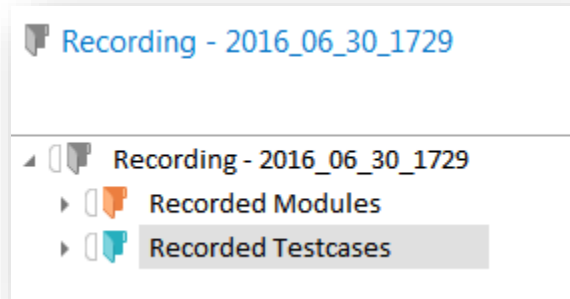 Recording - 2016_06_30_1729
Recording - 2016_06_30_1729
Recorded Modules
Recorded Testcases